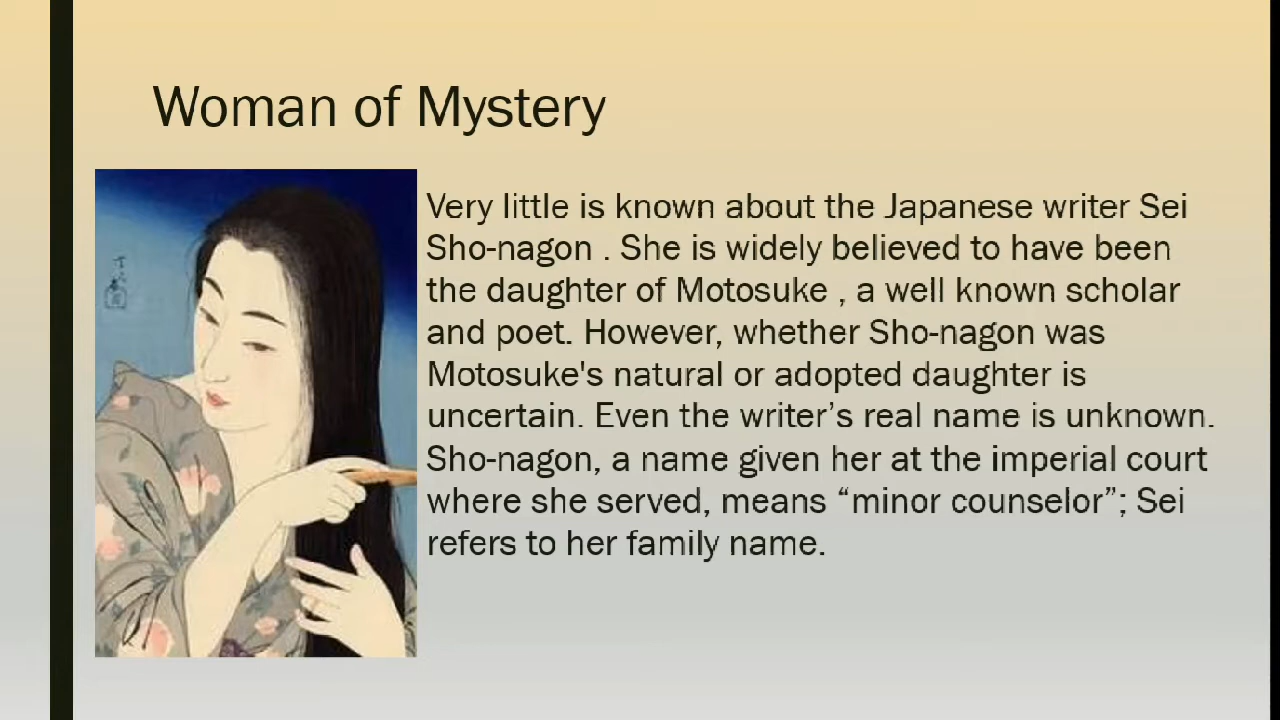 Woman of Mystery
Very little is known about the Japanese writer Sei
Sho-nagon . She is widely believed to have been
the daughter of Motosuke , a well known scholar
and poet. However, whether Sho-nagon was
Motosuke's natural or adopted daughter is
uncertain. Even the writer’s real name is unknown.
Sho-nagon, a name given her at the imperial court
where she served, means “minor counselor”; Sei
refers to her family name.